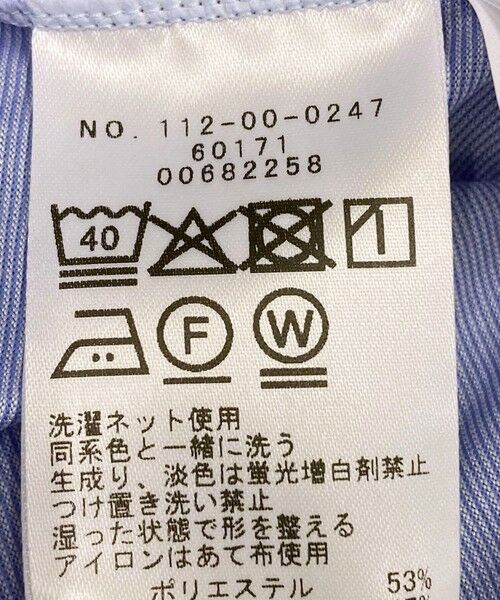 NO. 112-00-0247
60171
00682258
40
F
W
洗濯ネット使用
同系色と一緒に洗う
生成り、淡色は蛍光増白剤禁止
つけ置き洗い禁止
湿った状態で形を整える
アイロンはあて布使用
ポリエステル 53%